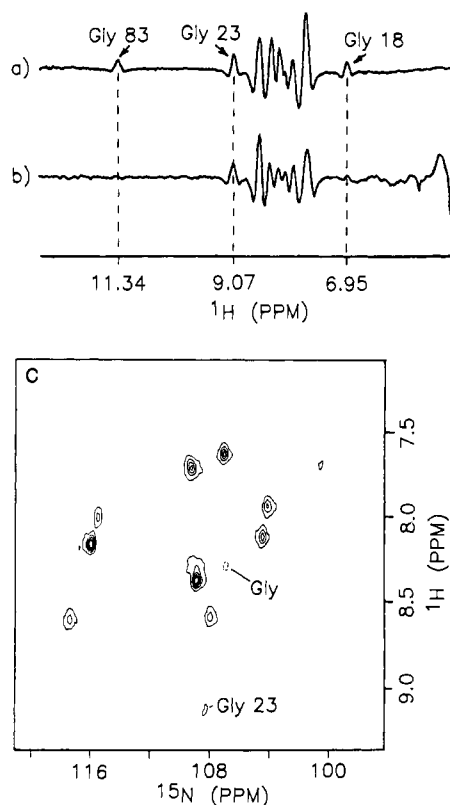 Gly 83 Gly 23 Gly 18
a)
b)
11.34 9.07 6.95
¹H (PPM)
C
7.5
8.0
Gly
8.5
¹H (PPM)
9.0
Gly 23
116 108 100
¹⁵N (PPM)